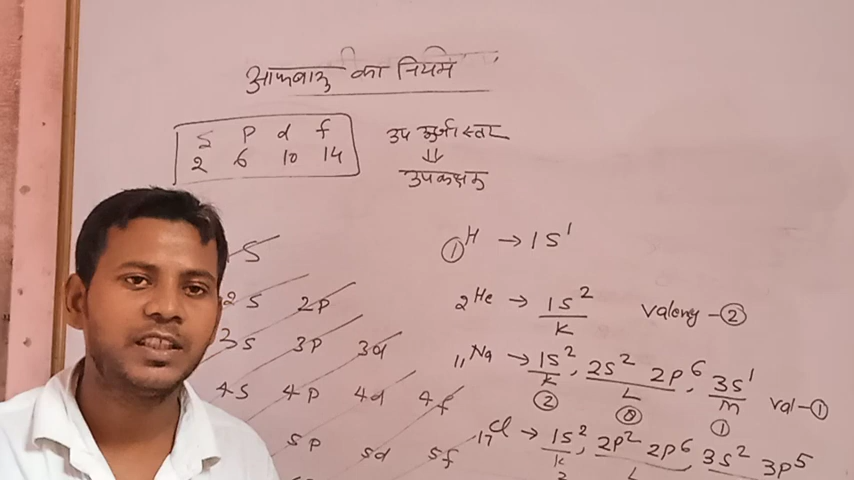 आफबाऊ का नियम
S P d f
2 6 10 14
उप ऊर्जा स्तर
⇓
उपकक्षक
S
2S 2P
3S 3P 3d
4S 4P 4d 4f
5P 5d 5f
①H → 1S¹
₂He → 1S² Valency - ②
K
₁₁Na → 1S², 2S² 2P⁶, 3S¹ Val - ①
K L M
② ⑧ ①
₁₇Cl → 1S², 2P² 2P⁶, 3S² 3P⁵
K L
2